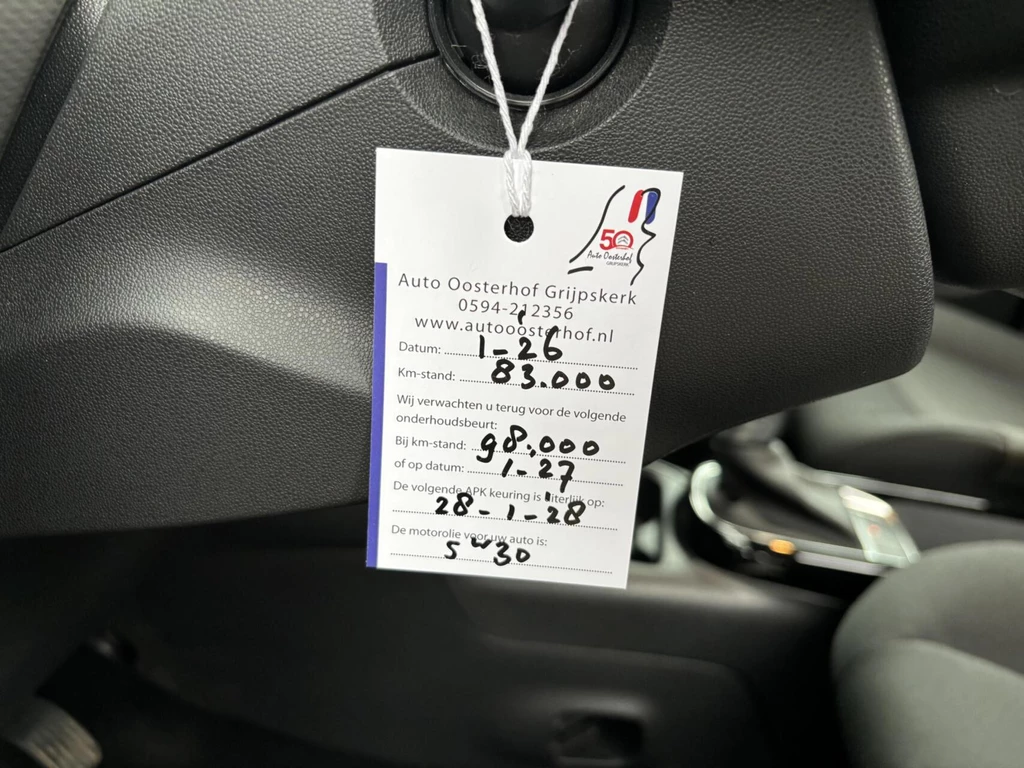 50
Auto Oosterhof
GRIJPSKERK
Auto Oosterhof Grijpskerk
0594-212356
www.autooosterhof.nl
Datum: 1-'26
Km-stand: 83.000
Wij verwachten u terug voor de volgende
onderhoudsbeurt:
Bij km-stand: 98.000
of op datum: 1-27
De volgende APK keuring is uiterlijk op:
28-1-'28
De motorolie voor uw auto is:
5w30